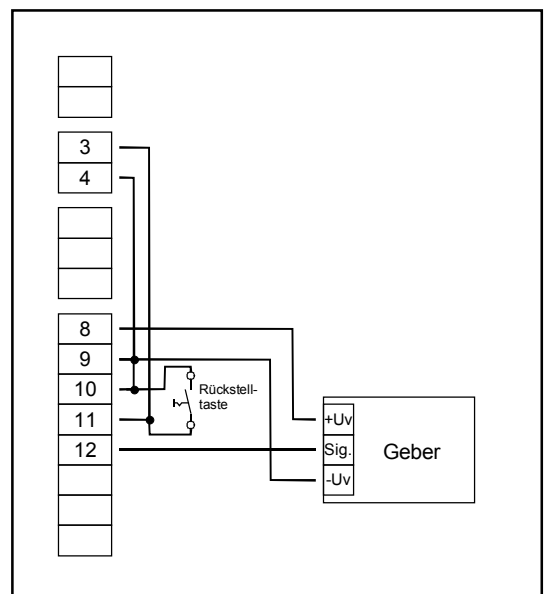 3
4
8
9
10
11
12
Rückstell-
taste
+Uv
Sig.
-Uv
Geber